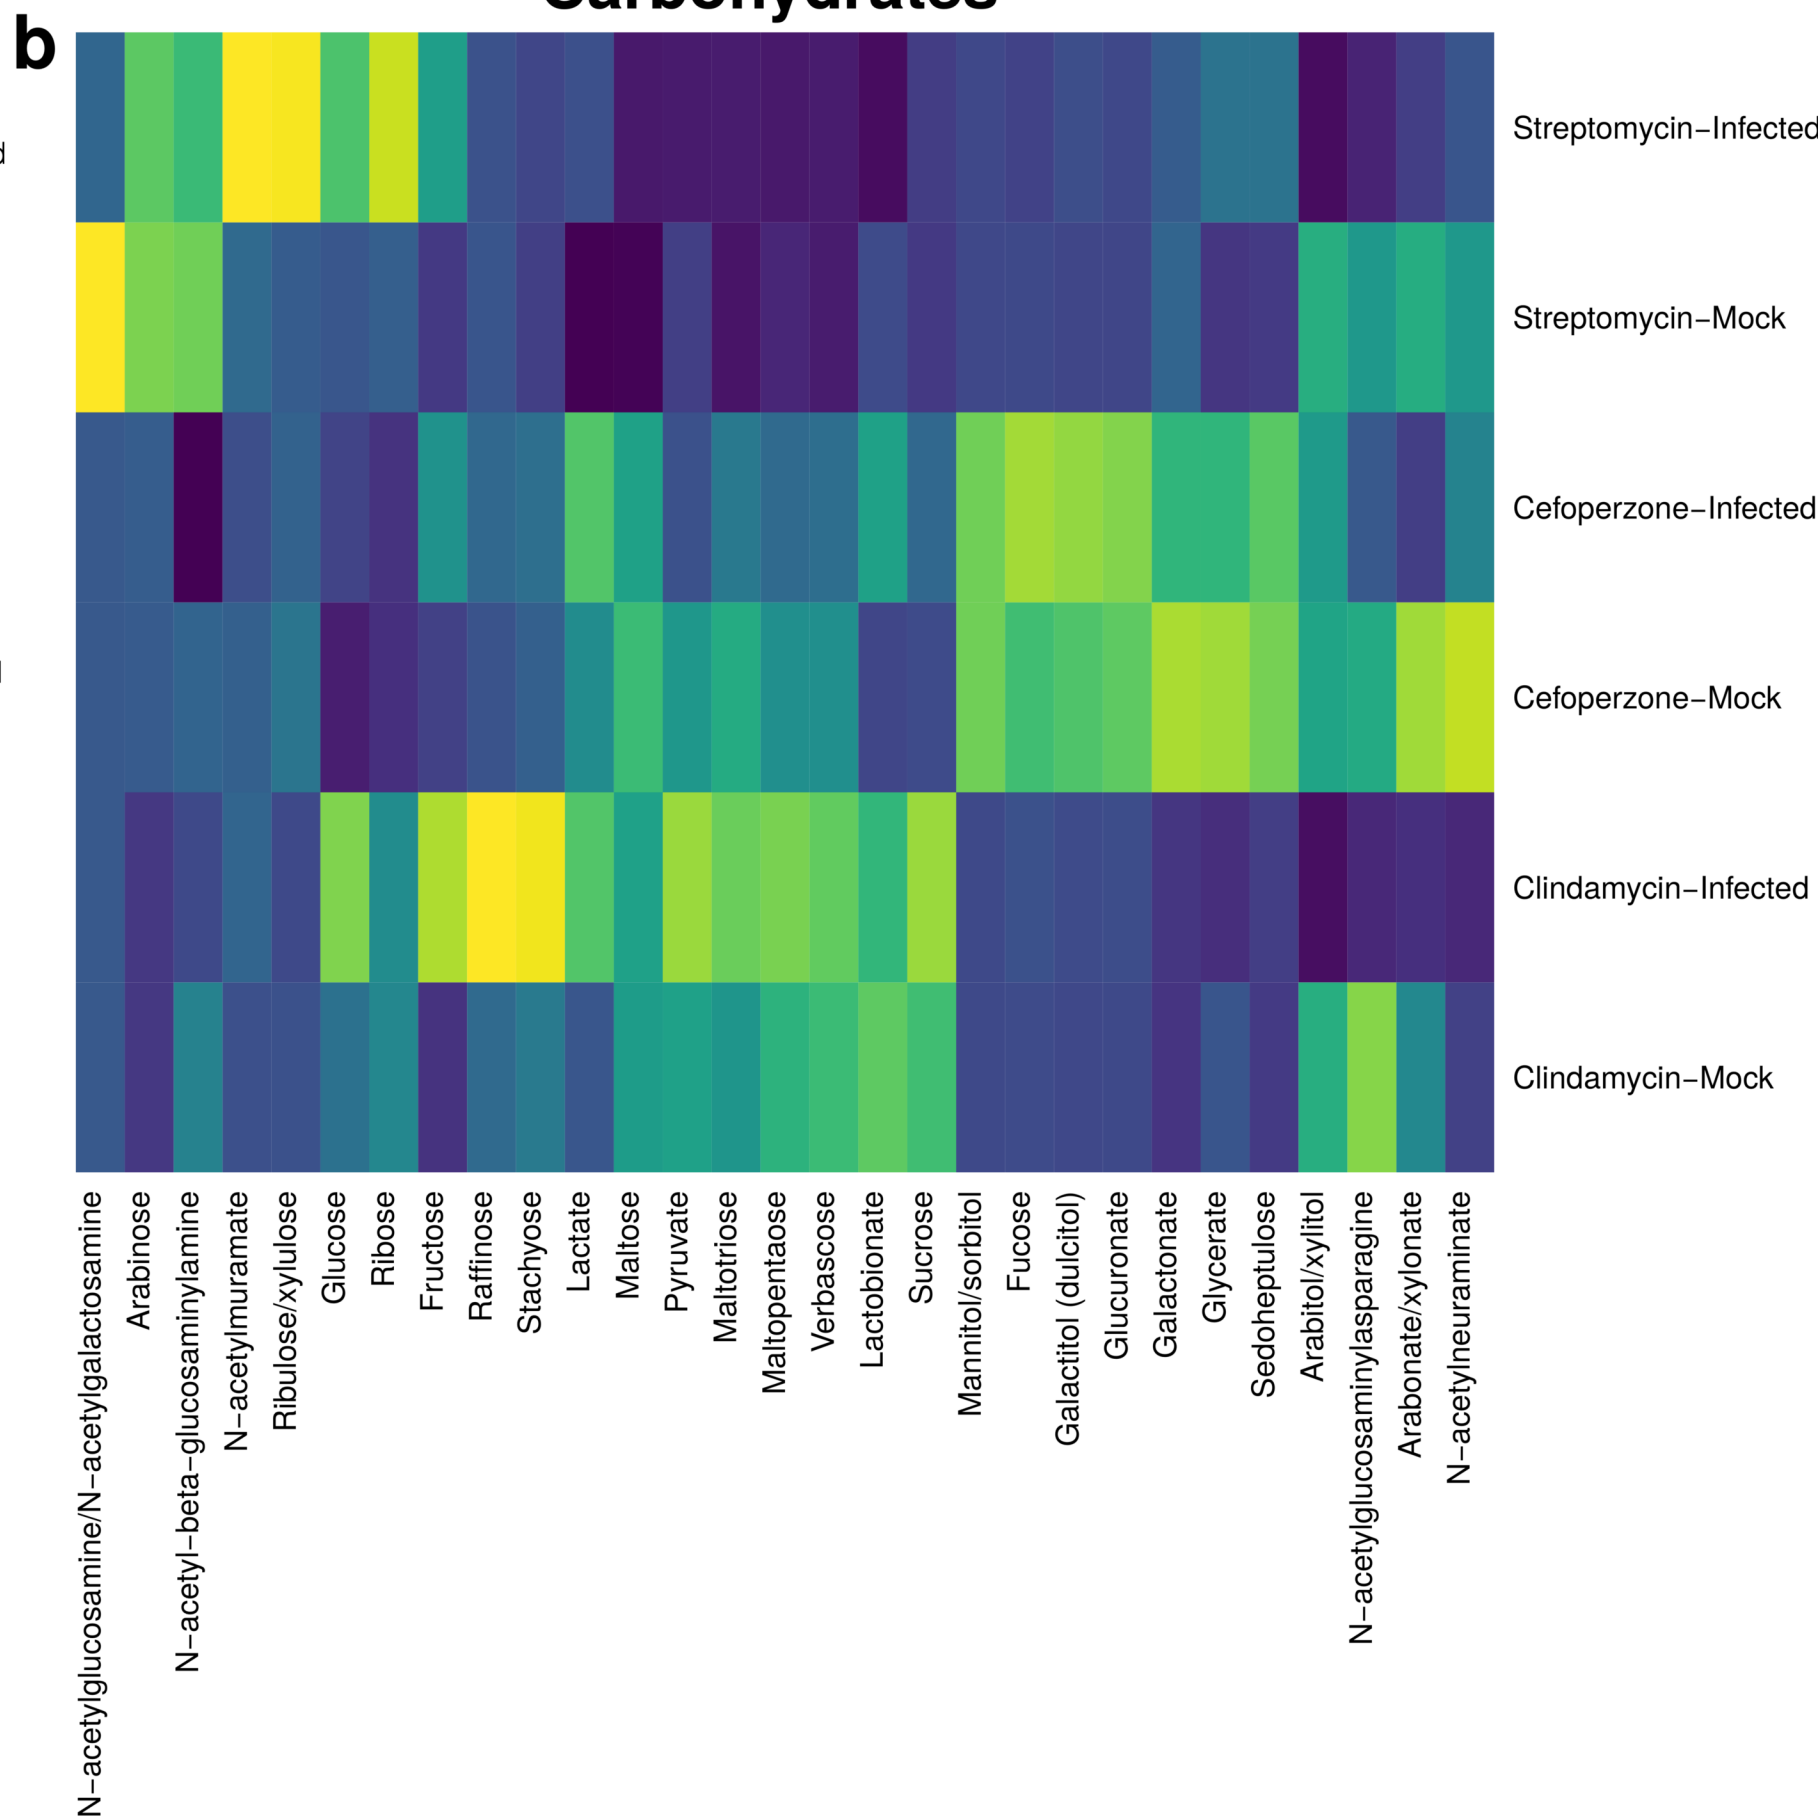 Carbohydrates
b
Streptomycin−Infected
Streptomycin−Mock
Cefoperzone−Infected
Cefoperzone−Mock
Clindamycin−Infected
Clindamycin−Mock
N−acetylglucosamine/N−acetylgalactosamine
Arabinose
N−acetyl−beta−glucosaminylamine
N−acetylmuramate
Ribulose/xylulose
Glucose
Ribose
Fructose
Raffinose
Stachyose
Lactate
Maltose
Pyruvate
Maltotriose
Maltopentaose
Verbascose
Lactobionate
Sucrose
Mannitol/sorbitol
Fucose
Galactitol (dulcitol)
Glucuronate
Galactonate
Glycerate
Sedoheptulose
Arabitol/xylitol
N−acetylglucosaminylasparagine
Arabonate/xylonate
N−acetylneuraminate